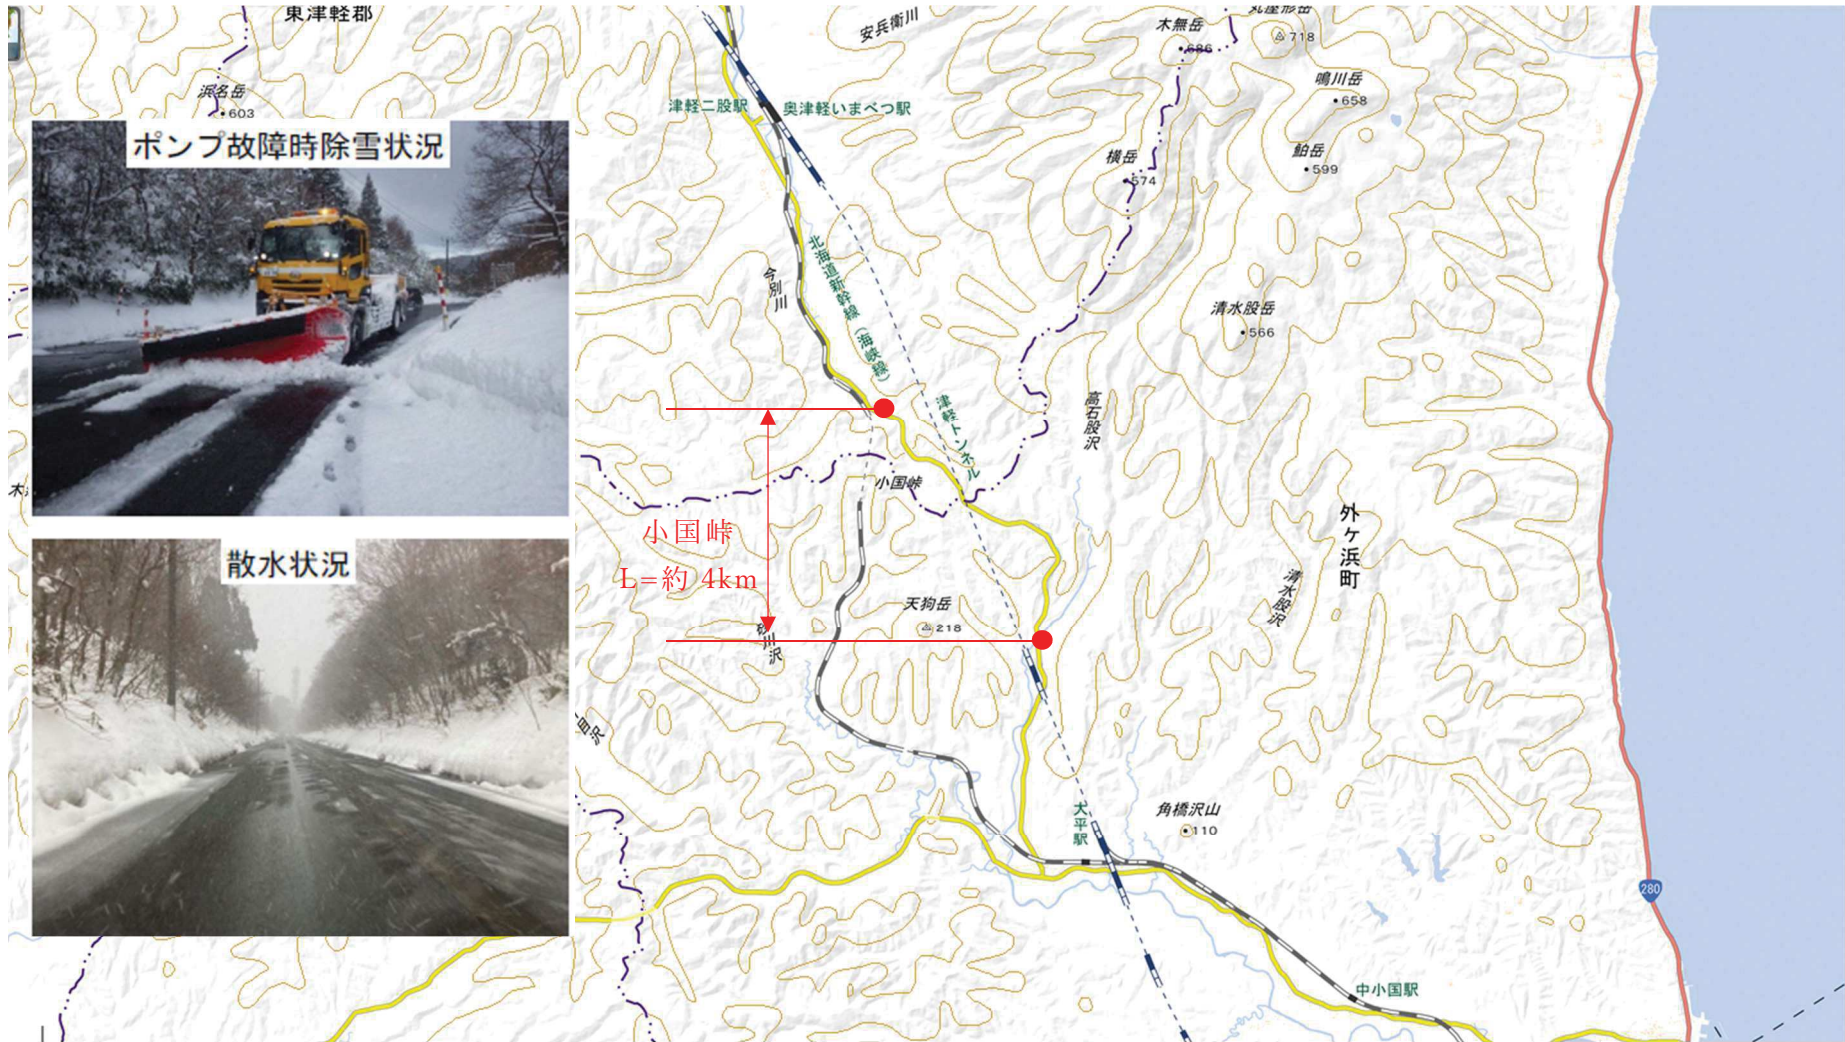 東津軽郡
安兵衛川
木無岳
686
丸屋形岳
718
浜名岳
603
鳴川岳
658
津軽二股駅
奥津軽いまべつ駅
ポンプ故障時除雪状況
横岳
574
鮊岳
599
北海道新幹線(海峡線)
今別川
清水股岳
566
津軽トンネル
高石股沢
小国峠
小国峠
L=約 4km
外ヶ浜町
散水状況
清水股沢
天狗岳
218
川沢
大平駅
角橋沢山
110
280
中小国駅